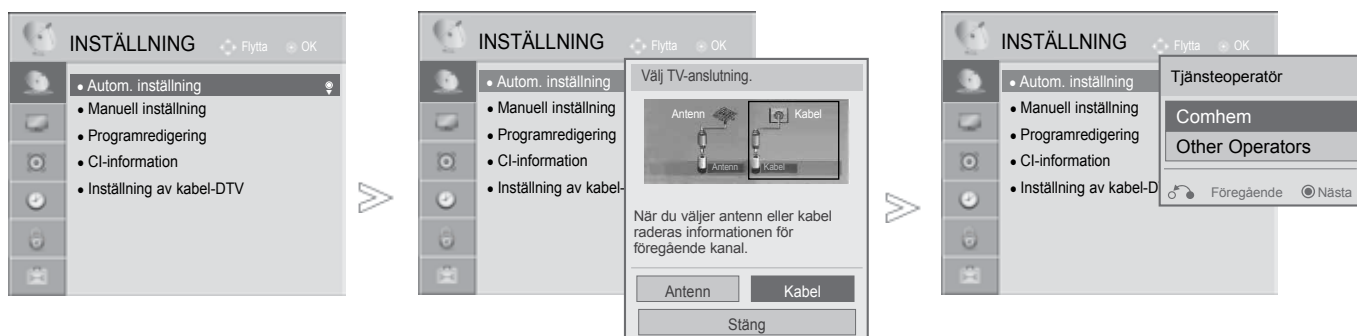 INSTÄLLNING Flytta OK
• Autom. inställning
• Manuell inställning
• Programredigering
• CI-information
• Inställning av kabel-DTV
INSTÄLLNING Flytta OK
• Autom. inställning
• Manuell inställning
• Programredigering
• CI-information
• Inställning av kabel-
Välj TV-anslutning.
Antenn Kabel
Antenn Kabel
När du väljer antenn eller kabel
raderas informationen för
föregående kanal.
Antenn Kabel
Stäng
INSTÄLLNING Flytta OK
• Autom. inställning
• Manuell inställning
• Programredigering
• CI-information
• Inställning av kabel-D
Tjänsteoperatör
Comhem
Other Operators
Föregående Nästa